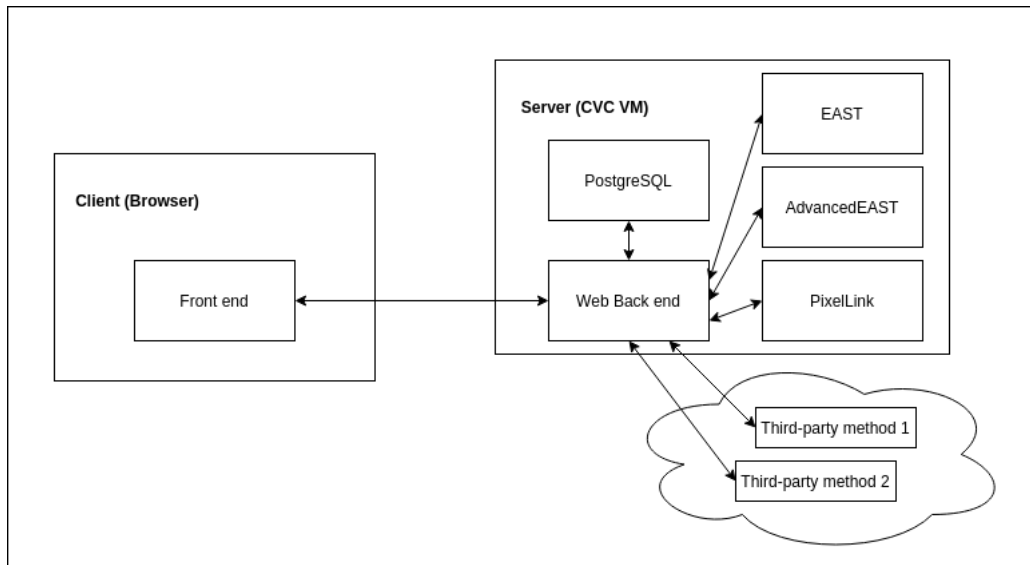 Client (Browser)
Front end
Server (CVC VM)
PostgreSQL
Web Back end
EAST
AdvancedEAST
PixelLink
Third-party method 1
Third-party method 2